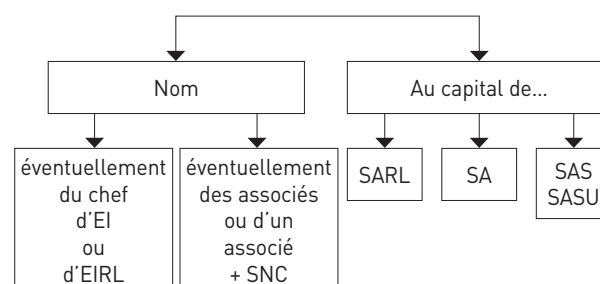 Nom
Au capital de...
éventuellement
du chef
d'EI
ou
d'EIRL
éventuellement
des associés
ou d'un
associé
+ SNC
SARL
SA
SAS
SASU